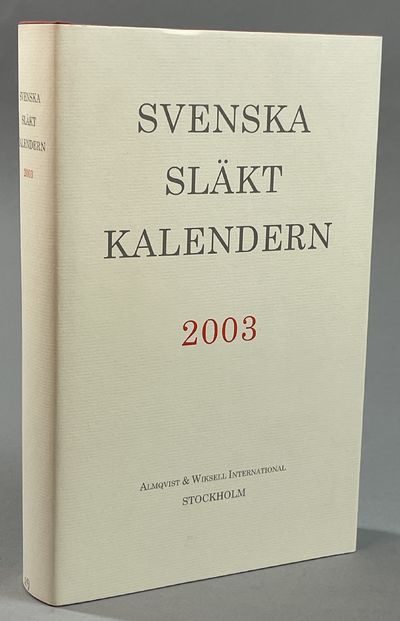 SVENSKA
SLÄKT
KALENDERN
2003
ALMQVIST & WIKSELL INTERNATIONAL
STOCKHOLM
SVENSKA
SLÄKT
KALENDERN
2003